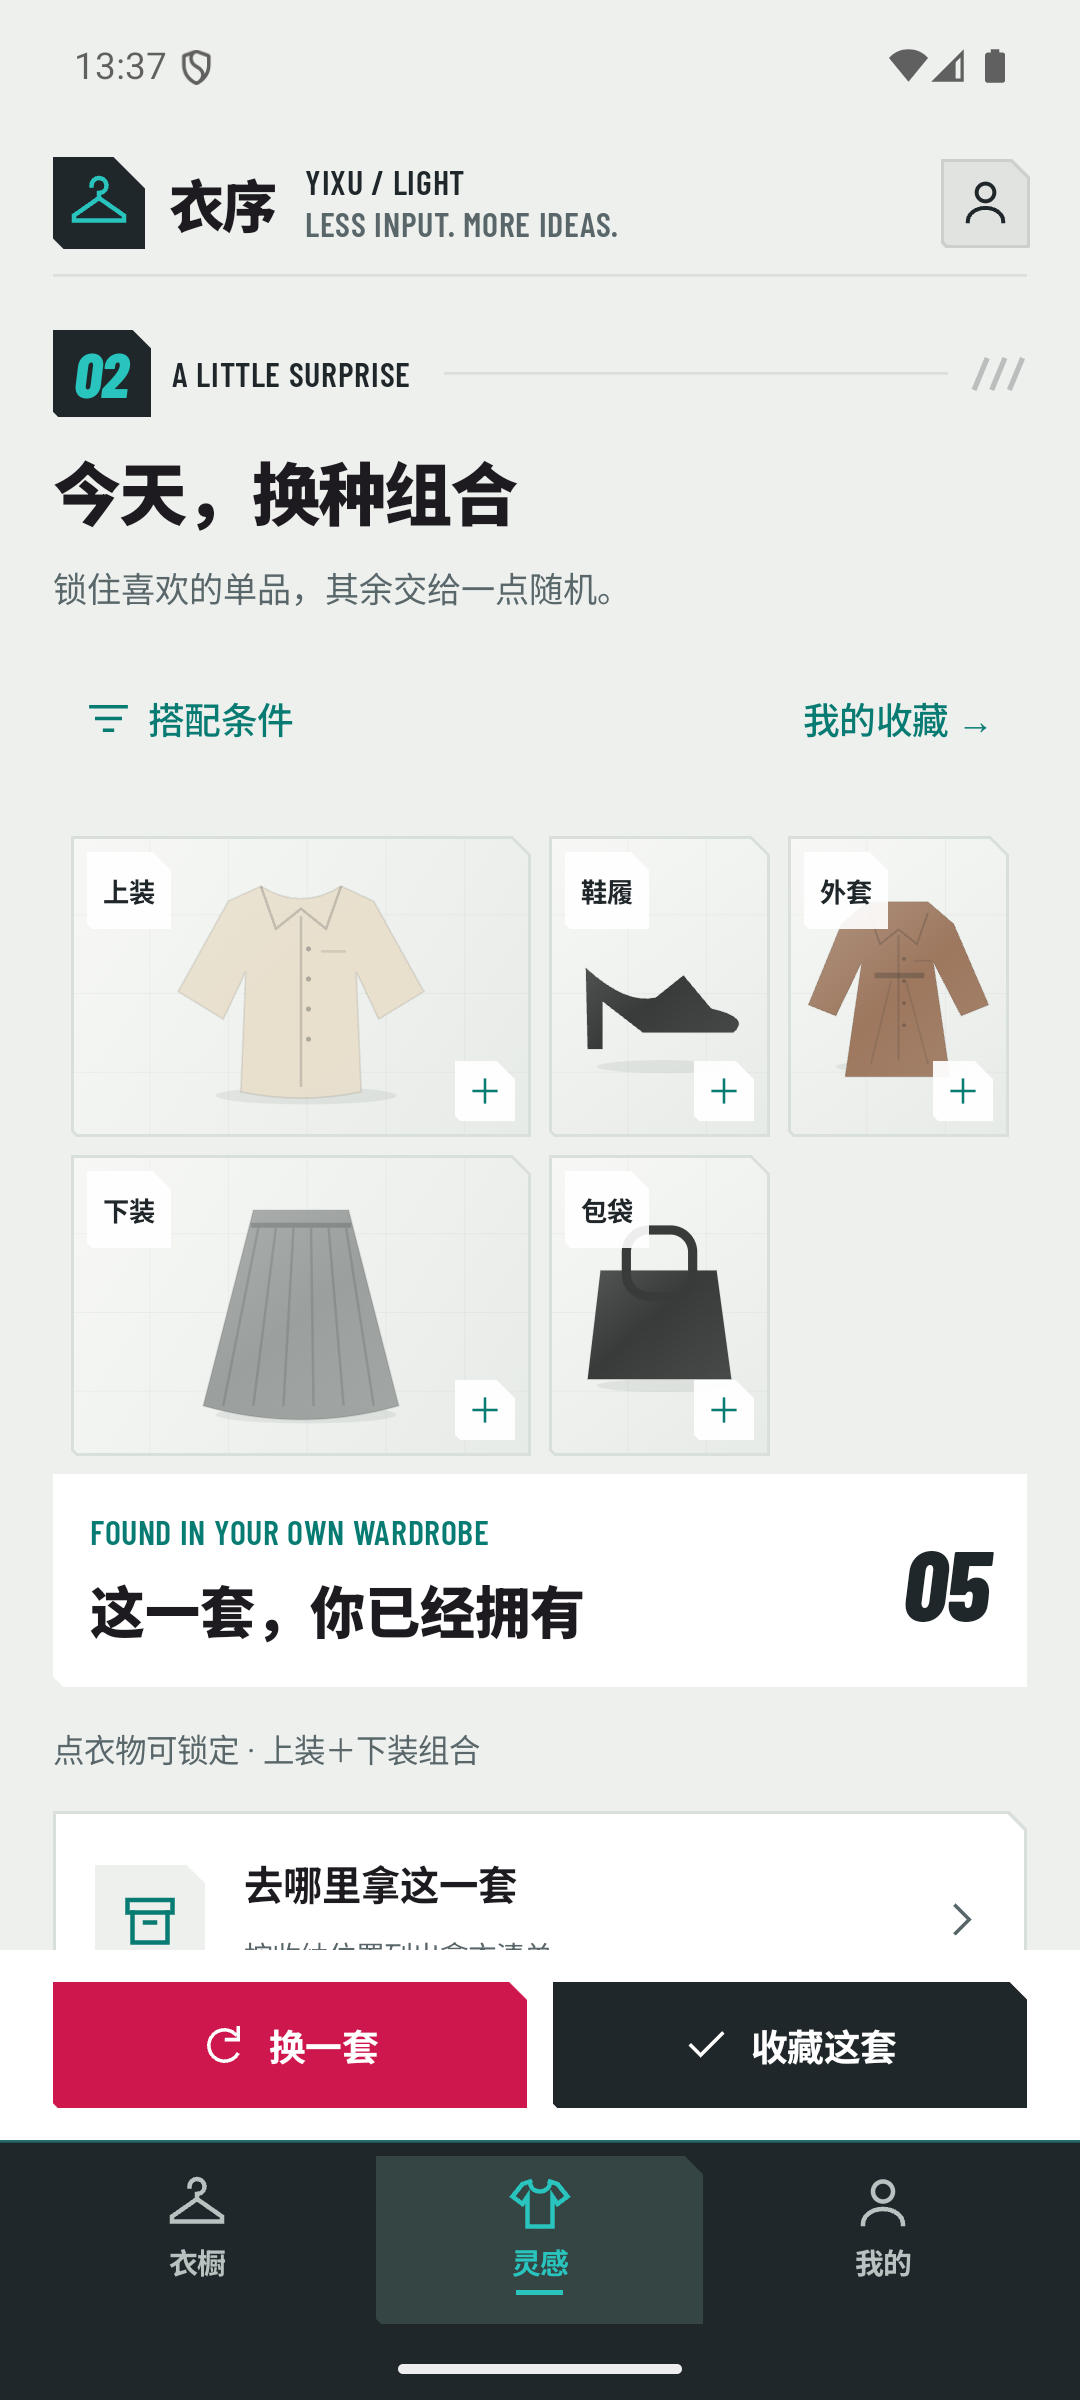 13:37
衣序
YIXU / LIGHT
LESS INPUT. MORE IDEAS.
02
A LITTLE SURPRISE
今天，换种组合
锁住喜欢的单品，其余交给一点随机。
搭配条件
我的收藏 →
上装
鞋履
外套
下装
包袋
FOUND IN YOUR OWN WARDROBE
这一套，你已经拥有
05
点衣物可锁定 · 上装＋下装组合
去哪里拿这一套
换一套
收藏这套
衣橱
灵感
我的